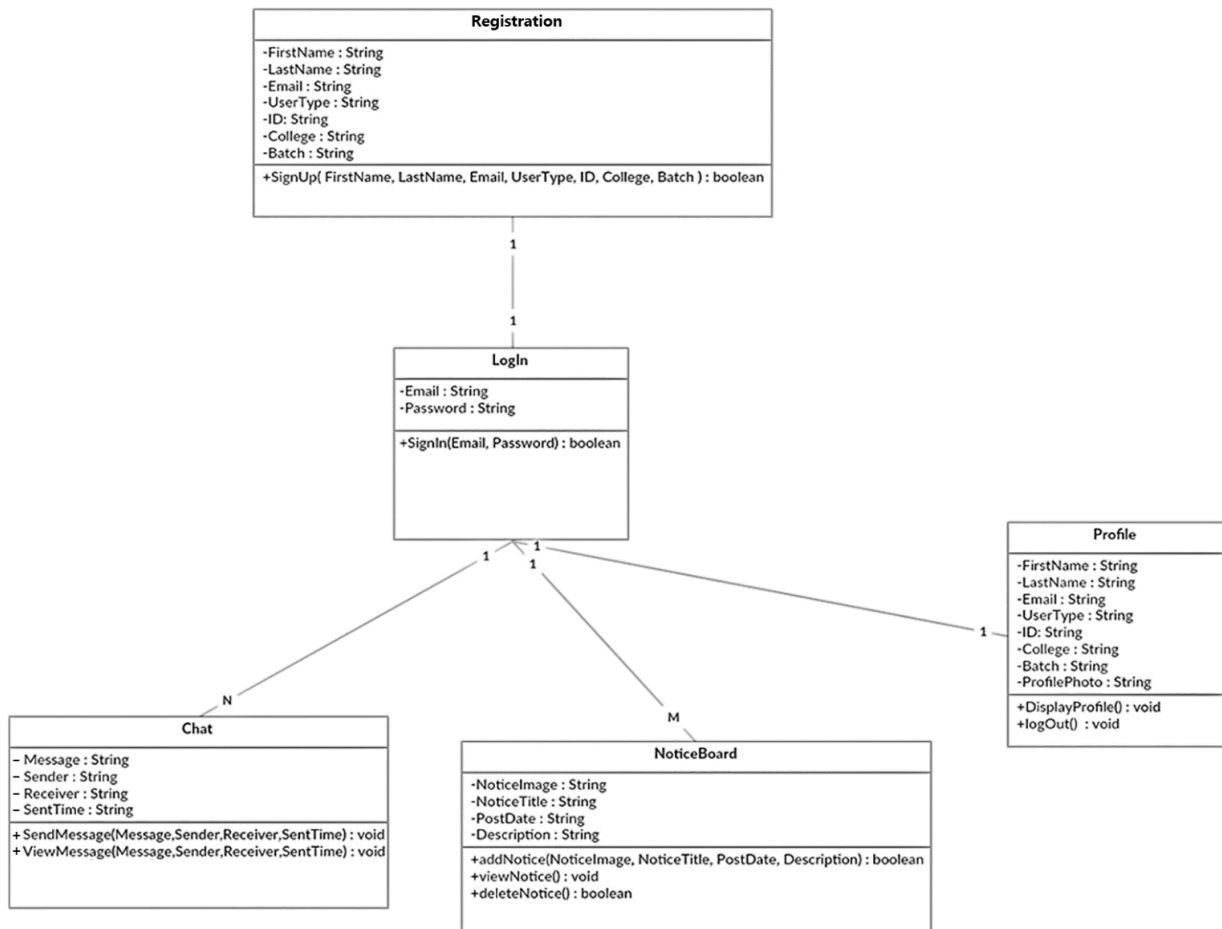 Registration
-FirstName : String
-LastName : String
-Email : String
-UserType : String
-ID: String
-College : String
-Batch : String
+SignUp( FirstName, LastName, Email, UserType, ID, College, Batch ) : boolean
1
1
LogIn
-Email : String
-Password : String
+SignIn(Email, Password) : boolean
1
1
1
Profile
-FirstName : String
-LastName : String
-Email : String
-UserType : String
-ID: String
-College : String
-Batch : String
-ProfilePhoto : String
+DisplayProfile() : void
+logOut() : void
1
N
Chat
– Message : String
– Sender : String
– Receiver : String
– SentTime : String
+ SendMessage(Message,Sender,Receiver,SentTime) : void
+ ViewMessage(Message,Sender,Receiver,SentTime) : void
M
NoticeBoard
-NoticeImage : String
-NoticeTitle : String
-PostDate : String
-Description : String
+addNotice(NoticeImage, NoticeTitle, PostDate, Description) : boolean
+viewNotice() : void
+deleteNotice() : boolean